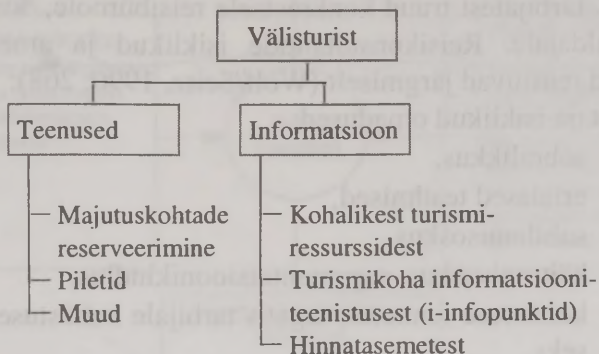 Välisturist
Teenused
Informatsioon
Majutuskohtade
reserveerimine
Piletid
Muud
Kohalikest turismi-
ressurssidest
Turismikoha informatsiooni-
teenistusest (i-infopunktid)
Hinnatasemetest